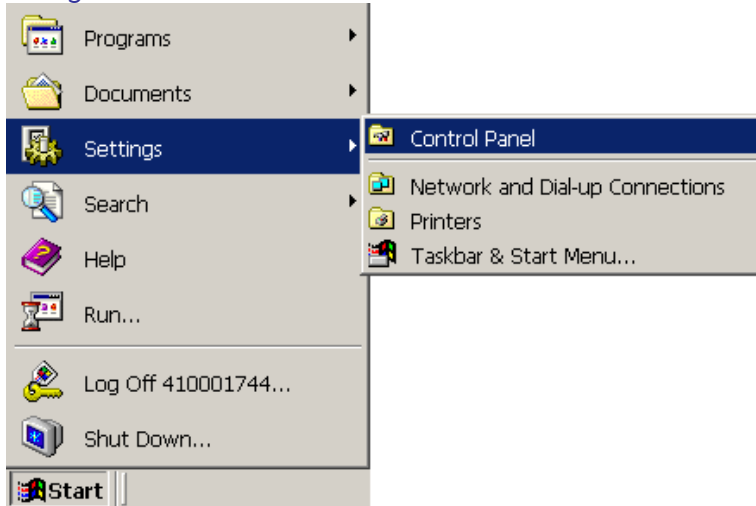 Programs
Documents
Settings
Search
Help
Run...
Log Off 410001744...
Shut Down...
Start
Control Panel
Network and Dial-up Connections
Printers
Taskbar & Start Menu...